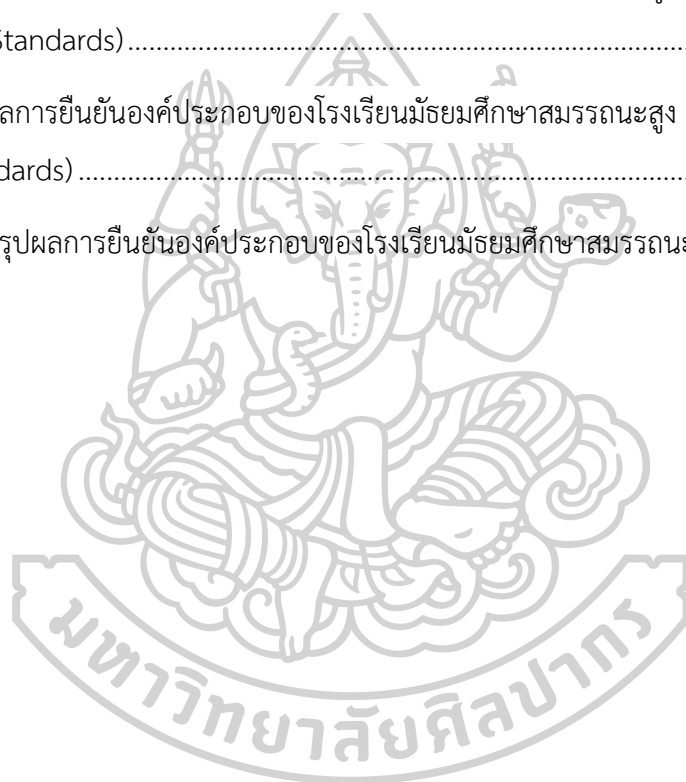 Standards)
ลการยืนยันองค์ประกอบของโรงเรียนมัธยมศึกษาสมรรถนะสูง
dards)
รุปผลการยืนยันองค์ประกอบของโรงเรียนมัธยมศึกษาสมรรถนะ
มหาวิทยาลัยศิลปากร